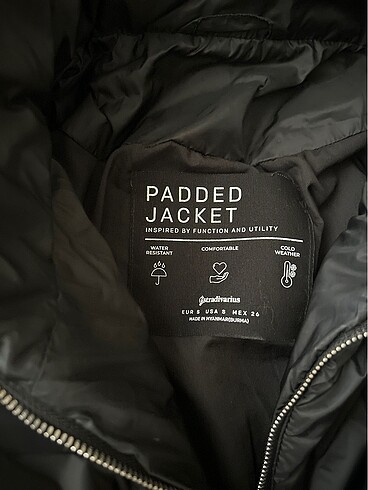 PADDED
JACKET
INSPIRED BY FUNCTION AND UTILITY
WATER RESISTANT
COMFORTABLE
COLD WEATHER
Stradivarius
EUR S USA S MEX 26
MADE IN MYANMAR(BURMA)